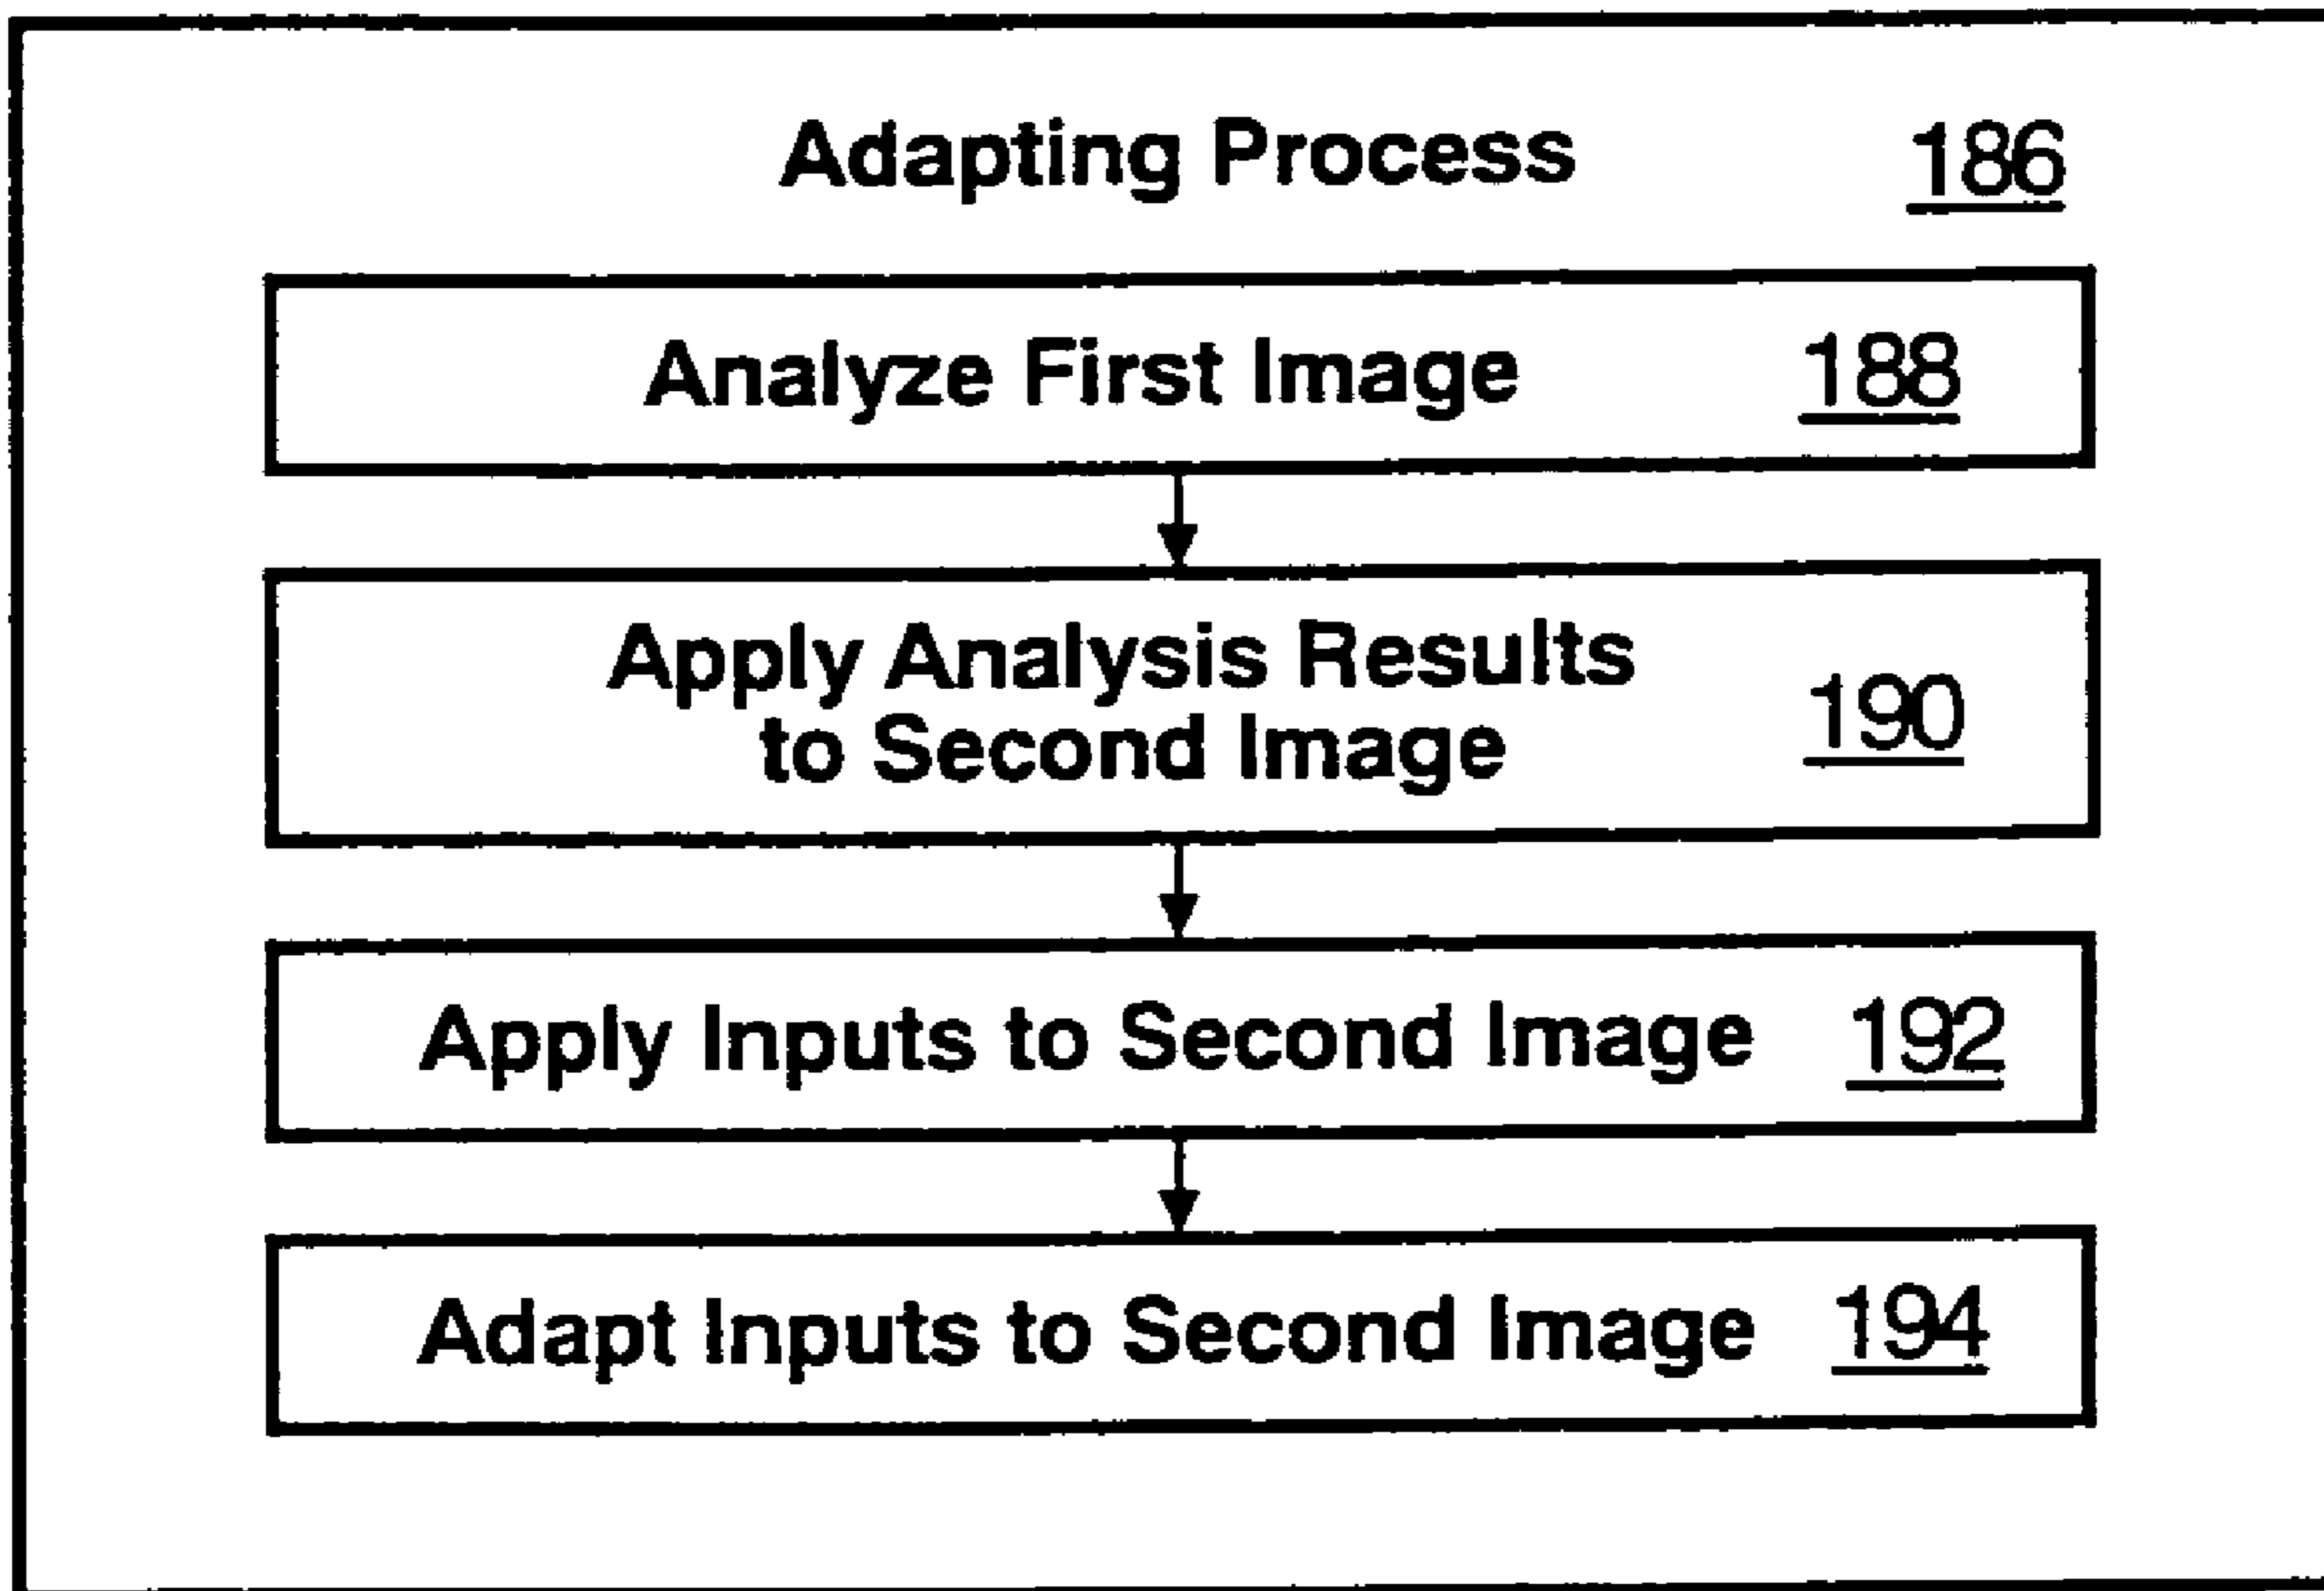 Adapting Process 186
Analyze First Image 188
Apply Analysis Results
to Second Image 190
Apply Inputs to Second Image 192
Adapt Inputs to Second Image 194